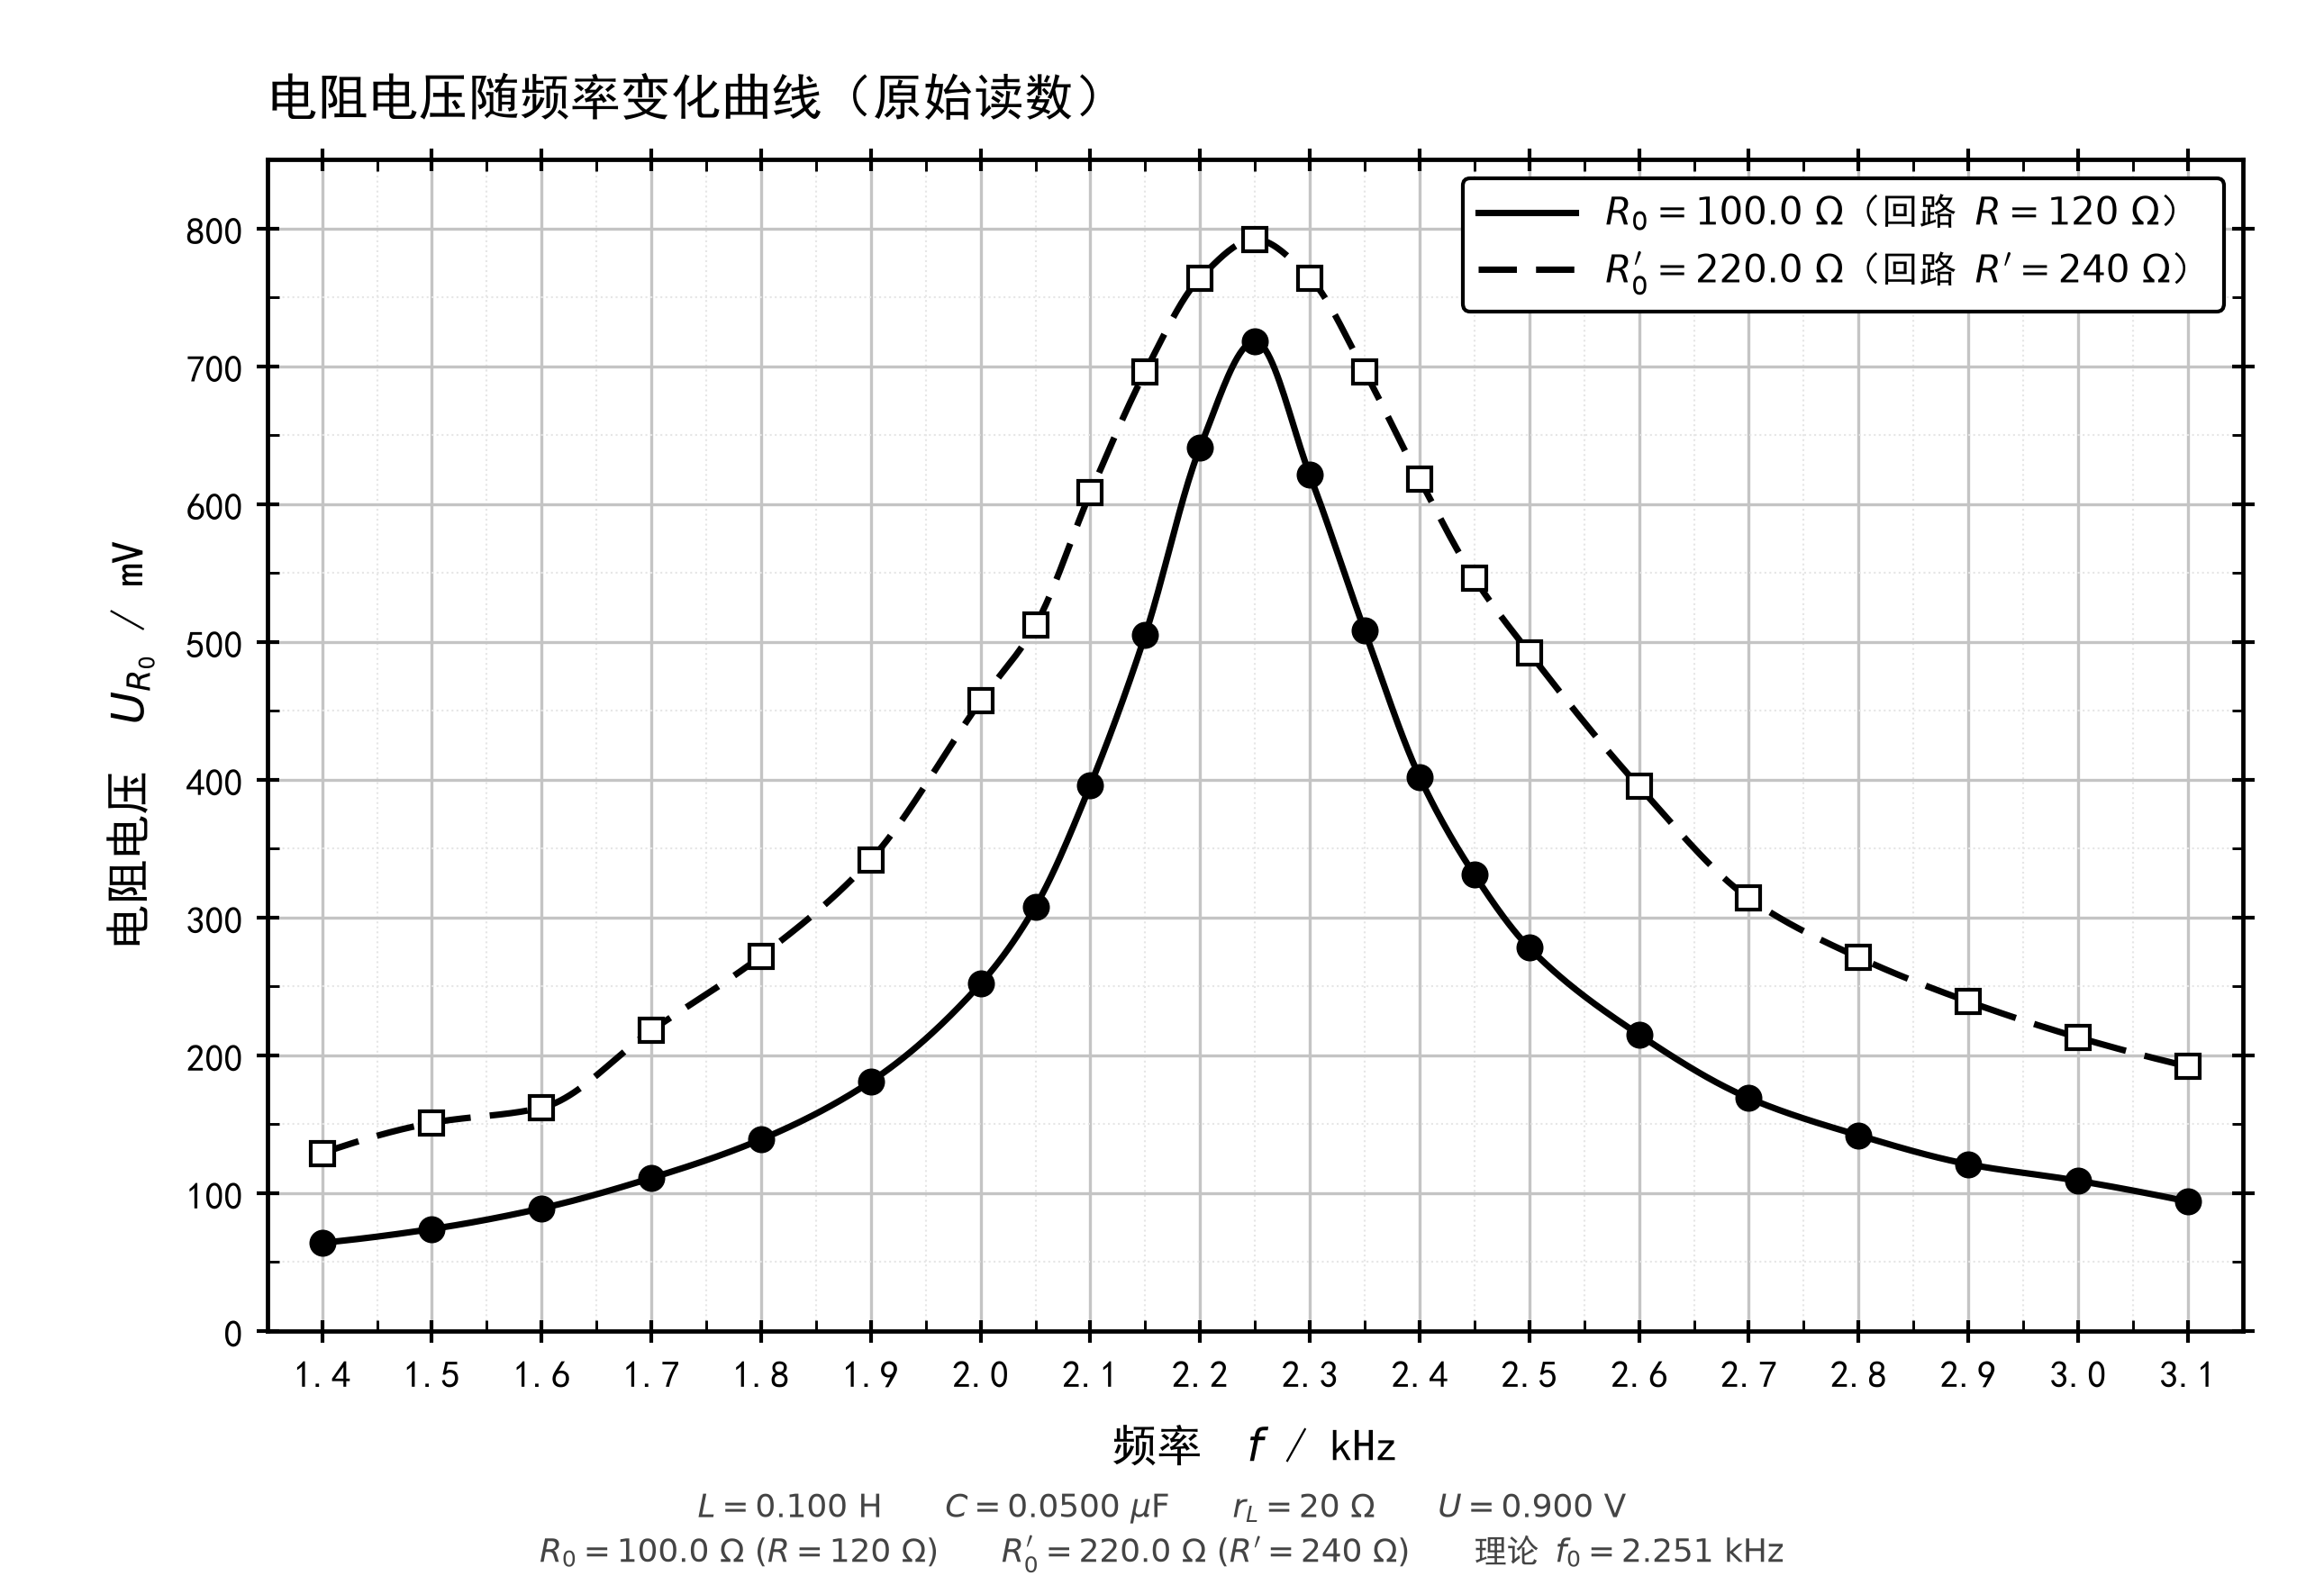 电阻电压随频率变化曲线（原始读数）
R₀ = 100.0 Ω（回路 R = 120 Ω）
R₀′ = 220.0 Ω（回路 R′ = 240 Ω）
800
700
600
500
400
300
200
100
0
电阻电压 U_R₀ / mV
1.4 1.5 1.6 1.7 1.8 1.9 2.0 2.1 2.2 2.3 2.4 2.5 2.6 2.7 2.8 2.9 3.0 3.1
频率 f / kHz
L = 0.100 H C = 0.0500 μF r_L = 20 Ω U = 0.900 V
R₀ = 100.0 Ω (R = 120 Ω) R₀′ = 220.0 Ω (R′ = 240 Ω) 理论 f₀ = 2.251 kHz